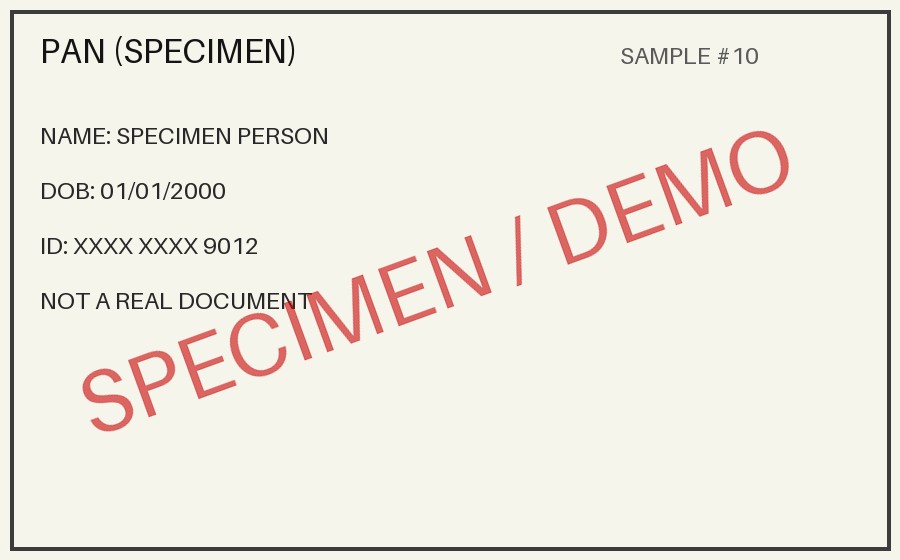 PAN (SPECIMEN)
SAMPLE #10
NAME: SPECIMEN PERSON
DOB: 01/01/2000
ID: XXXX XXXX 9012
NOT A REAL DOCUMENT
SPECIMEN / DEMO